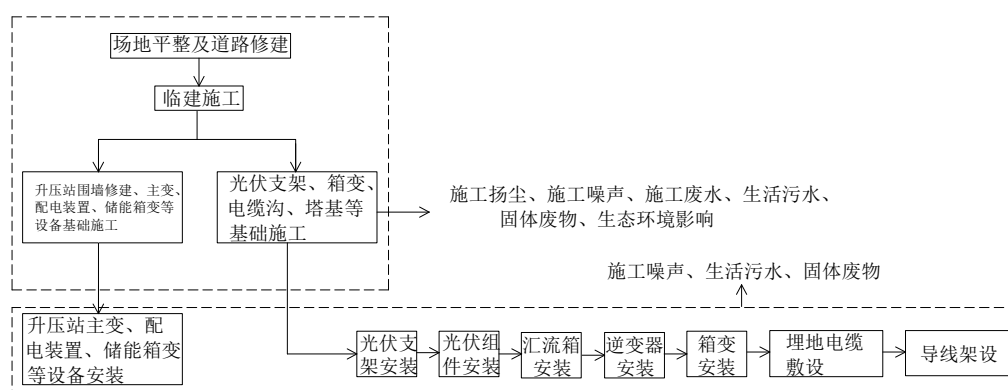 场地平整及道路修建
临建施工
升压站围墙修建、主变、
配电装置、储能箱变等
设备基础施工
光伏支架、箱变、
电缆沟、塔基等
基础施工
施工扬尘、施工噪声、施工废水、生活污水、
固体废物、生态环境影响
施工噪声、生活污水、固体废物
升压站主变、配
电装置、储能箱变
等设备安装
光伏支
架安装
光伏组
件安装
汇流箱
安装
逆变器
安装
箱变
安装
埋地电缆
敷设
导线架设